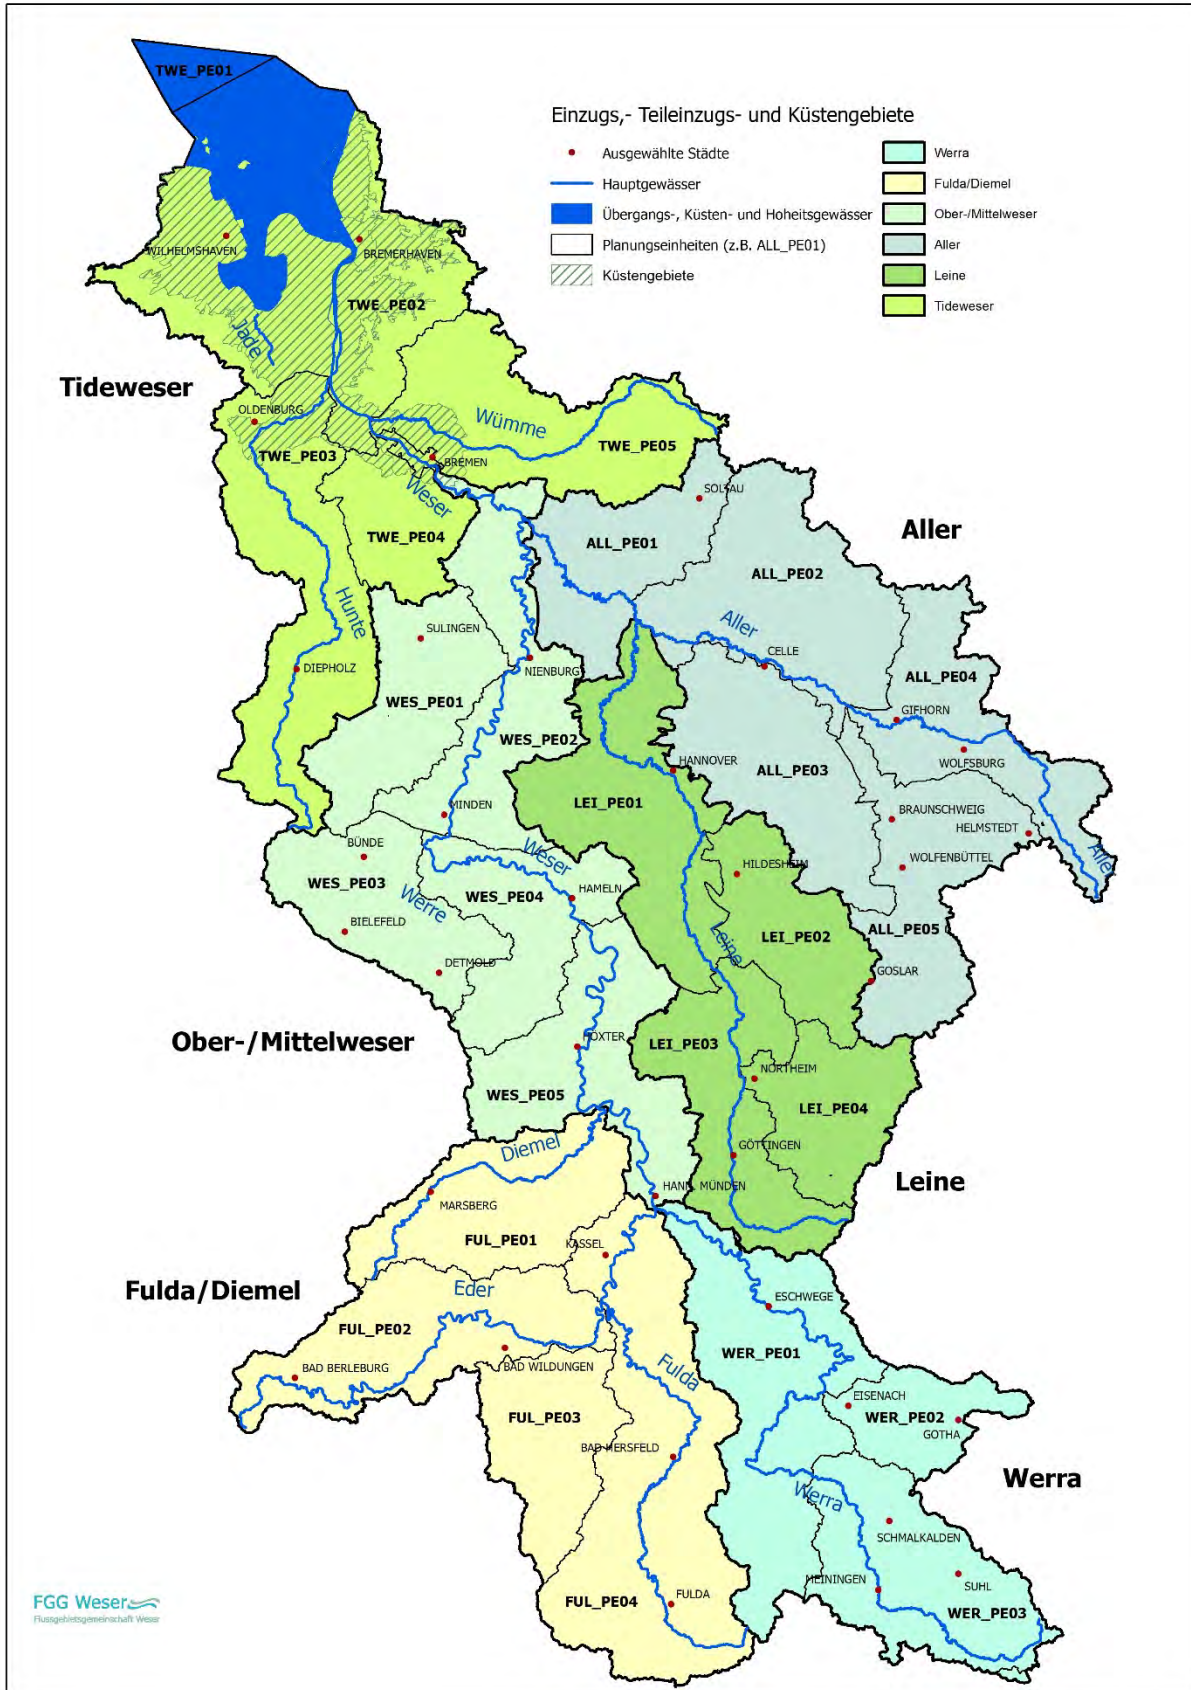 TWE_PE01
Einzugs,- Teileinzugs- und Küstengebiete
Ausgewählte Städte
Hauptgewässer
Übergangs-, Küsten- und Hoheitsgewässer
Planungseinheiten (z.B. ALL_PE01)
Küstengebiete
Werra
Fulda/Diemel
Ober-/Mittelweser
Aller
Leine
Tideweser
WILHELMSHAVEN
BREMERHAVEN
TWE_PE02
Jade
Tideweser
OLDENBURG
Wümme
TWE_PE03
TWE_PE05
BREMEN
Weser
SOLTAU
TWE_PE04
ALL_PE01
Aller
ALL_PE02
Hunte
SULINGEN
Aller
DIEPHOLZ
NIENBURG
CELLE
ALL_PE04
WES_PE01
GIFHORN
WES_PE02
WOLFSBURG
HANNOVER
ALL_PE03
LEI_PE01
MINDEN
BRAUNSCHWEIG
HELMSTEDT
BÜNDE
Weser
HILDESHEIM
WOLFENBÜTTEL
Aller
WES_PE03
WES_PE04
HAMELN
Werre
BIELEFELD
LEI_PE02
ALL_PE05
Leine
DETMOLD
GOSLAR
Ober-/Mittelweser
HÖXTER
LEI_PE03
NORTHEIM
WES_PE05
LEI_PE04
Diemel
GÖTTINGEN
Leine
MARSBERG
HANN. MÜNDEN
FUL_PE01
KASSEL
Fulda/Diemel
Eder
ESCHWEGE
FUL_PE02
WER_PE01
BAD BERLEBURG
BAD WILDUNGEN
Fulda
EISENACH
FUL_PE03
WER_PE02
GOTHA
BAD HERSFELD
Werra
Werra
SCHMALKALDEN
MEININGEN
SUHL
FUL_PE04
FULDA
WER_PE03
FGG Weser
Flussgebietsgemeinschaft Weser